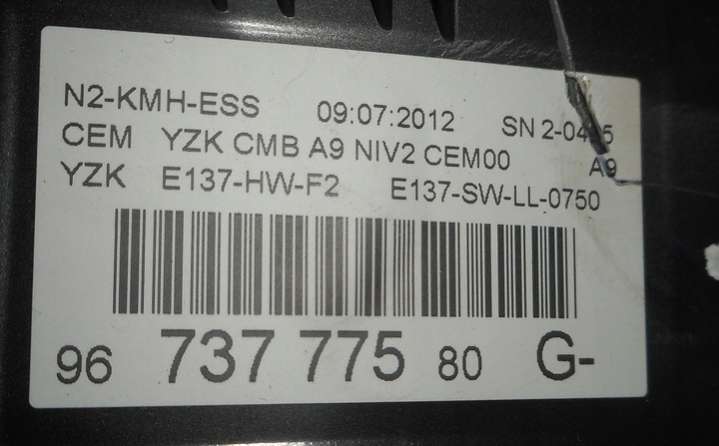 N2-KMH-ESS 09:07:2012 SN
CEM YZK CMB A9 NIV2 CEM00 A9
YZK E137-HW-F2 E137-SW-LL-0750
96 737 775 80 G-